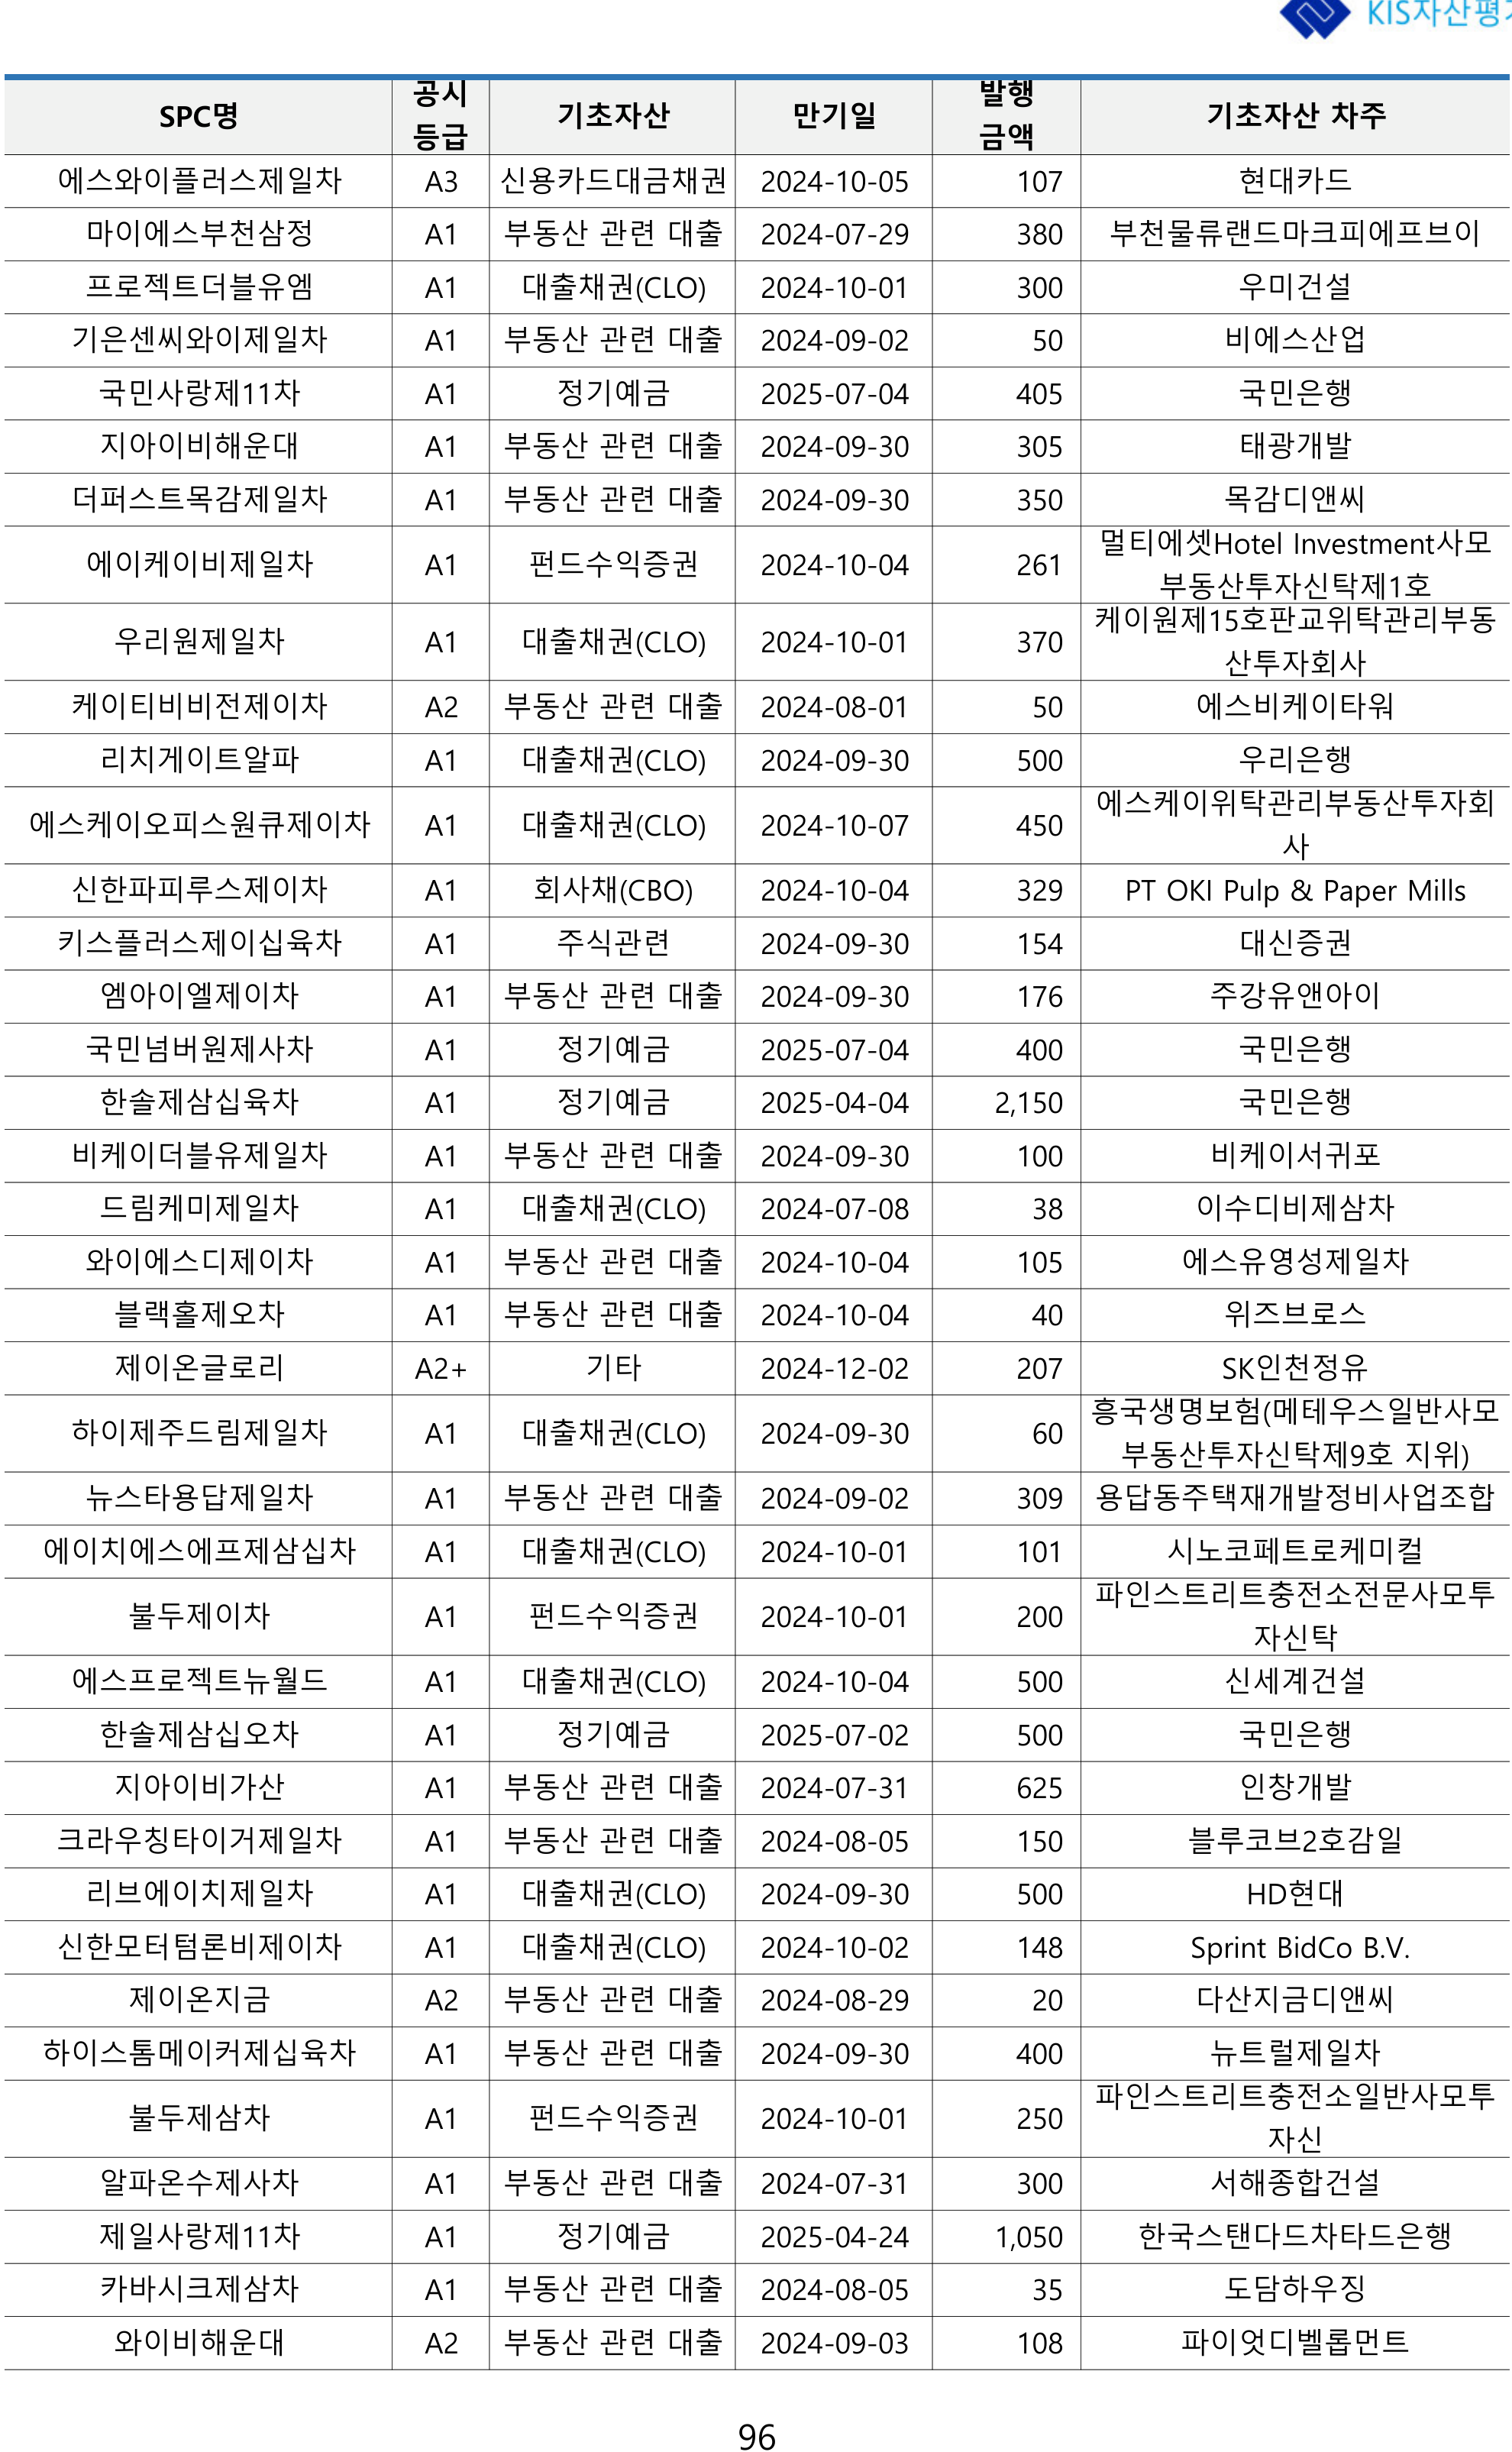 KIS자산평가
SPC명 공시등급 기초자산 만기일 발행금액 기초자산 차주
에스와이플러스제일차 A3 신용카드대금채권 2024-10-05 107 현대카드
마이에스부천삼정 A1 부동산 관련 대출 2024-07-29 380 부천물류랜드마크피에프브이
프로젝트더블유엠 A1 대출채권(CLO) 2024-10-01 300 우미건설
기은센씨와이제일차 A1 부동산 관련 대출 2024-09-02 50 비에스산업
국민사랑제11차 A1 정기예금 2025-07-04 405 국민은행
지아이비해운대 A1 부동산 관련 대출 2024-09-30 305 태광개발
더퍼스트목감제일차 A1 부동산 관련 대출 2024-09-30 350 목감디앤씨
에이케이비제일차 A1 펀드수익증권 2024-10-04 261 멀티에셋Hotel Investment사모
부동산투자신탁제1호
우리원제일차 A1 대출채권(CLO) 2024-10-01 370 케이원제15호판교위탁관리부동
산투자회사
케이티비비전제이차 A2 부동산 관련 대출 2024-08-01 50 에스비케이타워
리치게이트알파 A1 대출채권(CLO) 2024-09-30 500 우리은행
에스케이오피스원큐제이차 A1 대출채권(CLO) 2024-10-07 450 에스케이위탁관리부동산투자회
사
신한파피루스제이차 A1 회사채(CBO) 2024-10-04 329 PT OKI Pulp & Paper Mills
키스플러스제이십육차 A1 주식관련 2024-09-30 154 대신증권
엠아이엘제이차 A1 부동산 관련 대출 2024-09-30 176 주강유앤아이
국민넘버원제사차 A1 정기예금 2025-07-04 400 국민은행
한솔제삼십육차 A1 정기예금 2025-04-04 2,150 국민은행
비케이더블유제일차 A1 부동산 관련 대출 2024-09-30 100 비케이서귀포
드림케미제일차 A1 대출채권(CLO) 2024-07-08 38 이수디비제삼차
와이에스디제이차 A1 부동산 관련 대출 2024-10-04 105 에스유영성제일차
블랙홀제오차 A1 부동산 관련 대출 2024-10-04 40 위즈브로스
제이온글로리 A2+ 기타 2024-12-02 207 SK인천정유
하이제주드림제일차 A1 대출채권(CLO) 2024-09-30 60 흥국생명보험(메테우스일반사모
부동산투자신탁제9호 지위)
뉴스타용답제일차 A1 부동산 관련 대출 2024-09-02 309 용답동주택재개발정비사업조합
에이치에스에프제삼십차 A1 대출채권(CLO) 2024-10-01 101 시노코페트로케미컬
불두제이차 A1 펀드수익증권 2024-10-01 200 파인스트리트충전소전문사모투
자신탁
에스프로젝트뉴월드 A1 대출채권(CLO) 2024-10-04 500 신세계건설
한솔제삼십오차 A1 정기예금 2025-07-02 500 국민은행
지아이비가산 A1 부동산 관련 대출 2024-07-31 625 인창개발
크라우칭타이거제일차 A1 부동산 관련 대출 2024-08-05 150 블루코브2호감일
리브에이치제일차 A1 대출채권(CLO) 2024-09-30 500 HD현대
신한모터텀론비제이차 A1 대출채권(CLO) 2024-10-02 148 Sprint BidCo B.V.
제이온지금 A2 부동산 관련 대출 2024-08-29 20 다산지금디앤씨
하이스톰메이커제십육차 A1 부동산 관련 대출 2024-09-30 400 뉴트럴제일차
불두제삼차 A1 펀드수익증권 2024-10-01 250 파인스트리트충전소일반사모투
자신
알파온수제사차 A1 부동산 관련 대출 2024-07-31 300 서해종합건설
제일사랑제11차 A1 정기예금 2025-04-24 1,050 한국스탠다드차타드은행
카바시크제삼차 A1 부동산 관련 대출 2024-08-05 35 도담하우징
와이비해운대 A2 부동산 관련 대출 2024-09-03 108 파이엇디벨롭먼트
96